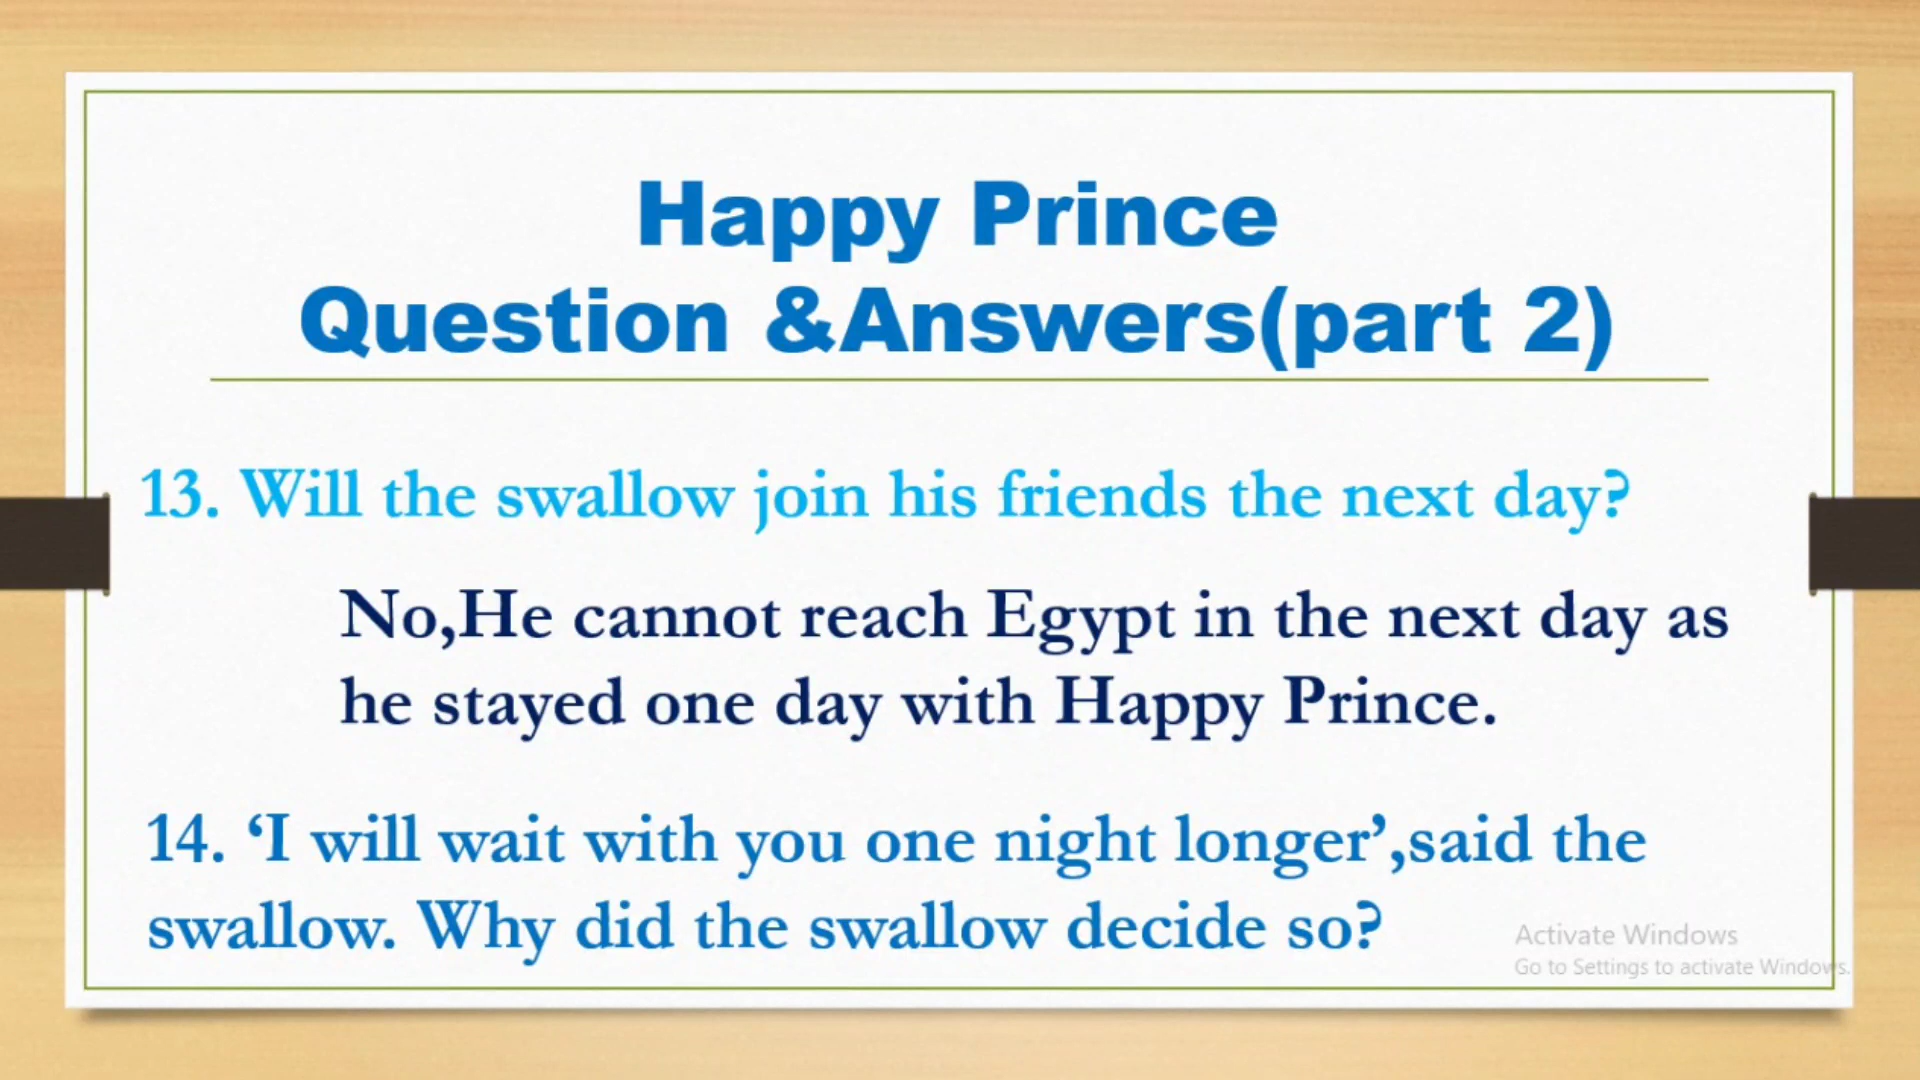 Happy Prince
Question &Answers(part 2)
13. Will the swallow join his friends the next day?
No,He cannot reach Egypt in the next day as
he stayed one day with Happy Prince.
14. ‘I will wait with you one night longer’,said the
swallow. Why did the swallow decide so?
Activate Windows
Go to Settings to activate Windows.